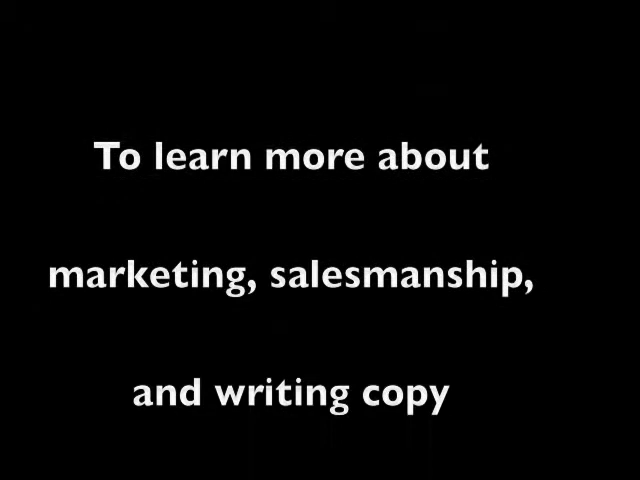 To learn more about
marketing, salesmanship,
and writing copy